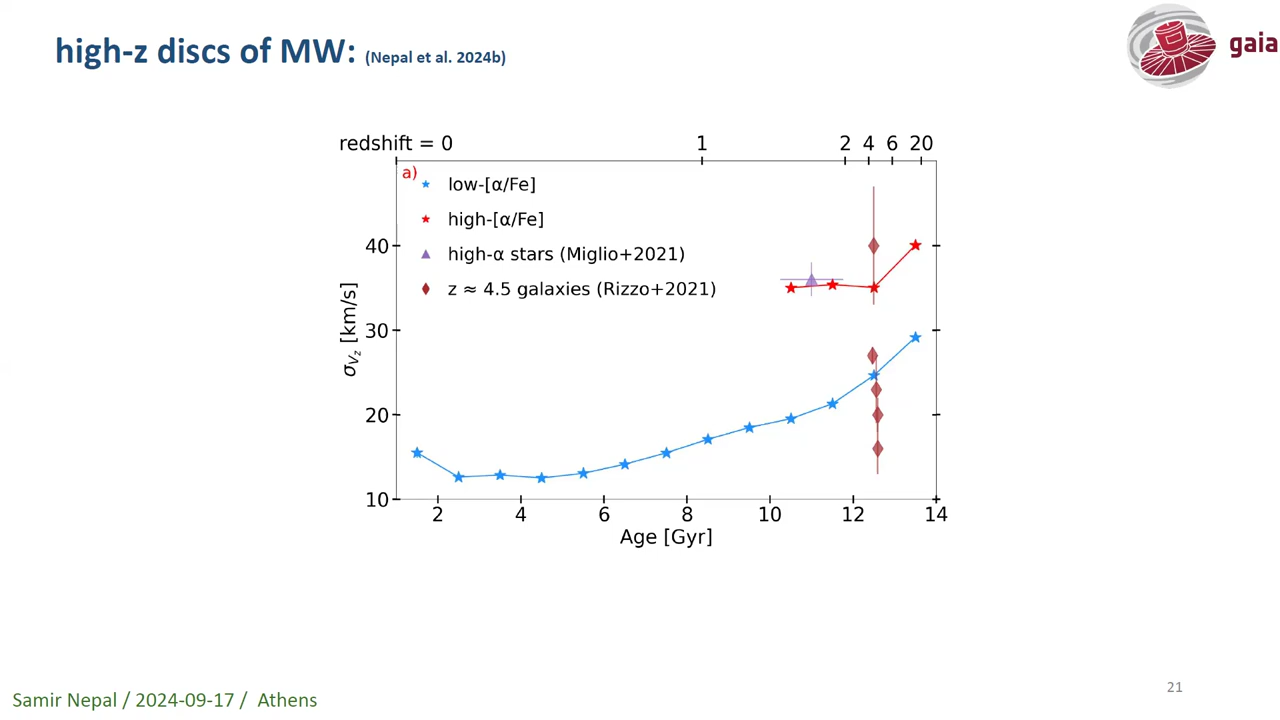 high-z discs of MW: (Nepal et al. 2024b)
gaia
redshift = 0 1 2 4 6 20
a)
low-[α/Fe]
high-[α/Fe]
high-α stars (Miglio+2021)
z ≈ 4.5 galaxies (Rizzo+2021)
40
30
20
10
σVz [km/s]
2 4 6 8 10 12 14
Age [Gyr]
Samir Nepal / 2024-09-17 / Athens
21